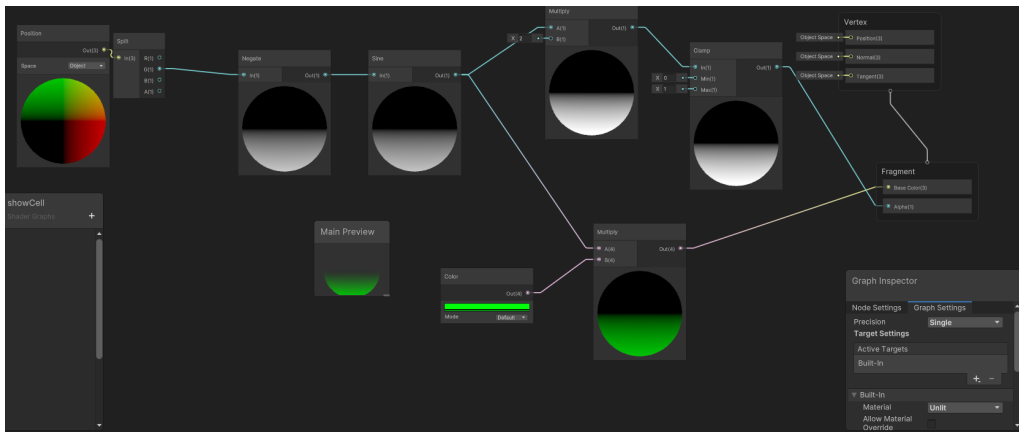 Position
Out(3)
Space
Object
Split
In(3)
R(1)
G(1)
B(1)
A(1)
Negate
In(1)
Out(1)
Sine
In(1)
Out(1)
Multiply
X 2
A(1)
B(1)
Out(1)
Clamp
In(1)
X 0
Min(1)
X 1
Max(1)
Out(1)
Vertex
Object Space
Position(3)
Object Space
Normal(3)
Object Space
Tangent(3)
Fragment
Base Color(3)
Alpha(1)
showCell
Shader Graphs
+
Main Preview
Color
Out(4)
Mode
Default
Multiply
A(4)
B(4)
Out(4)
Graph Inspector
Node Settings Graph Settings
Precision Single
Target Settings
Active Targets
Built-In
+ −
Built-In
Material Unlit
Allow Material
Override